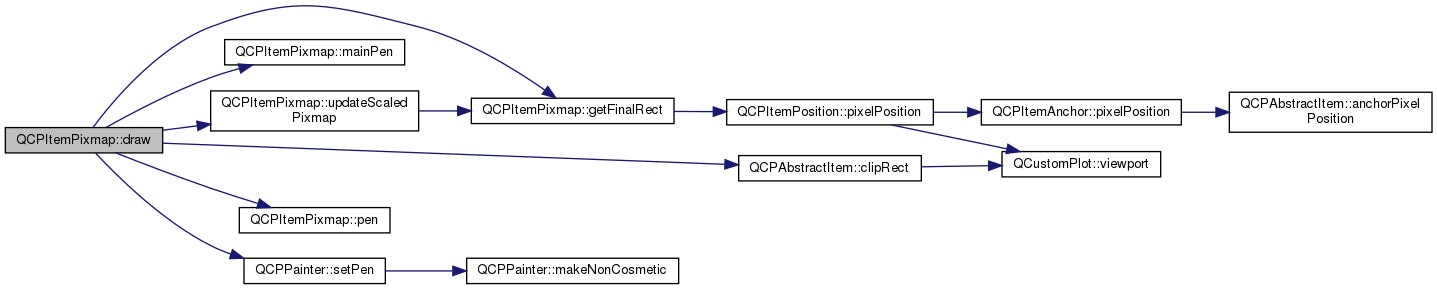 QCPItemPixmap::draw
QCPItemPixmap::mainPen
QCPItemPixmap::updateScaled
Pixmap
QCPItemPixmap::getFinalRect
QCPItemPosition::pixelPosition
QCPItemAnchor::pixelPosition
QCPAbstractItem::anchorPixel
Position
QCPAbstractItem::clipRect
QCustomPlot::viewport
QCPItemPixmap::pen
QCPPainter::setPen
QCPPainter::makeNonCosmetic